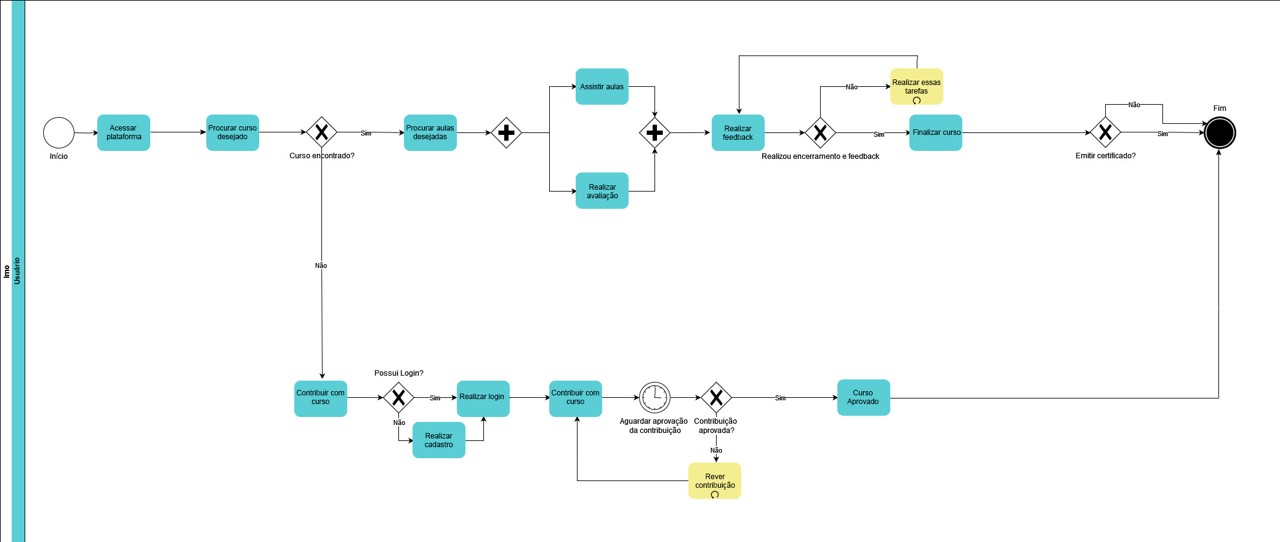 Imo
Usuário
Início
Acessar
plataforma
Procurar curso
desejado
Curso encontrado?
Sim
Procurar aulas
desejadas
Assistir aulas
Realizar
avaliação
Realizar
feedback
Realizou encerramento e feedback
Não
Realizar essas
tarefas
Sim
Finalizar curso
Emitir certificado?
Não
Sim
Fim
Não
Contribuir com
curso
Possui Login?
Sim
Não
Realizar login
Realizar
cadastro
Contribuir com
curso
Aguardar aprovação
da contribuição
Contribuição
aprovada?
Sim
Não
Rever
contribuição
Curso
Aprovado